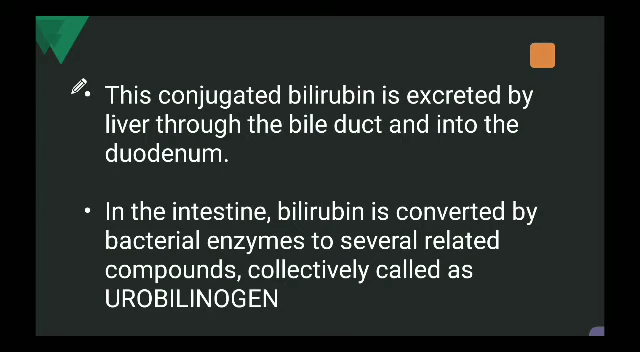 • This conjugated bilirubin is excreted by
liver through the bile duct and into the
duodenum.
• In the intestine, bilirubin is converted by
bacterial enzymes to several related
compounds, collectively called as
UROBILINOGEN